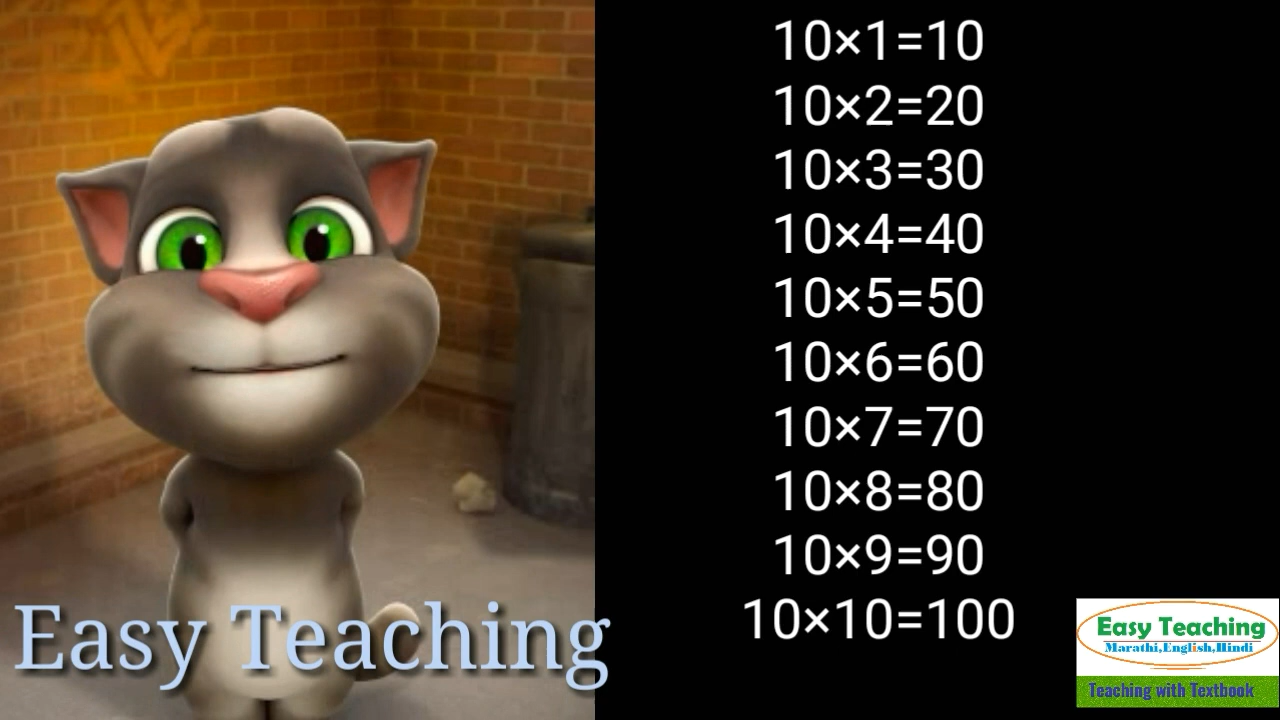 10×1=10
10×2=20
10×3=30
10×4=40
10×5=50
10×6=60
10×7=70
10×8=80
10×9=90
10×10=100
Easy Teaching
Easy Teaching
Marathi,English,Hindi
Teaching with Textbook